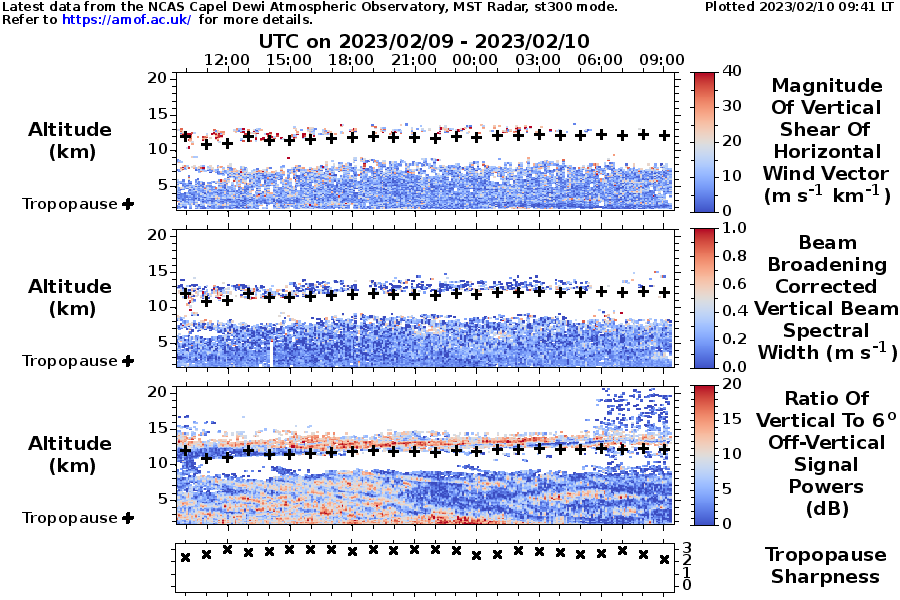 Latest data from the NCAS Capel Dewi Atmospheric Observatory, MST Radar, st300 mode.
Plotted 2023/02/10 09:41 LT
Refer to https://amof.ac.uk/ for more details.
UTC on 2023/02/09 - 2023/02/10
12:00 15:00 18:00 21:00 00:00 03:00 06:00 09:00
20
15
10
5
Altitude
(km)
Tropopause
40
30
20
10
0
Magnitude
Of Vertical
Shear Of
Horizontal
Wind Vector
(m s⁻¹ km⁻¹)
20
15
10
5
Altitude
(km)
Tropopause
1.0
0.8
0.6
0.4
0.2
0.0
Beam
Broadening
Corrected
Vertical Beam
Spectral
Width (m s⁻¹)
20
15
10
5
Altitude
(km)
Tropopause
20
15
10
5
0
Ratio Of
Vertical To 6°
Off-Vertical
Signal
Powers
(dB)
3
2
1
0
Tropopause
Sharpness